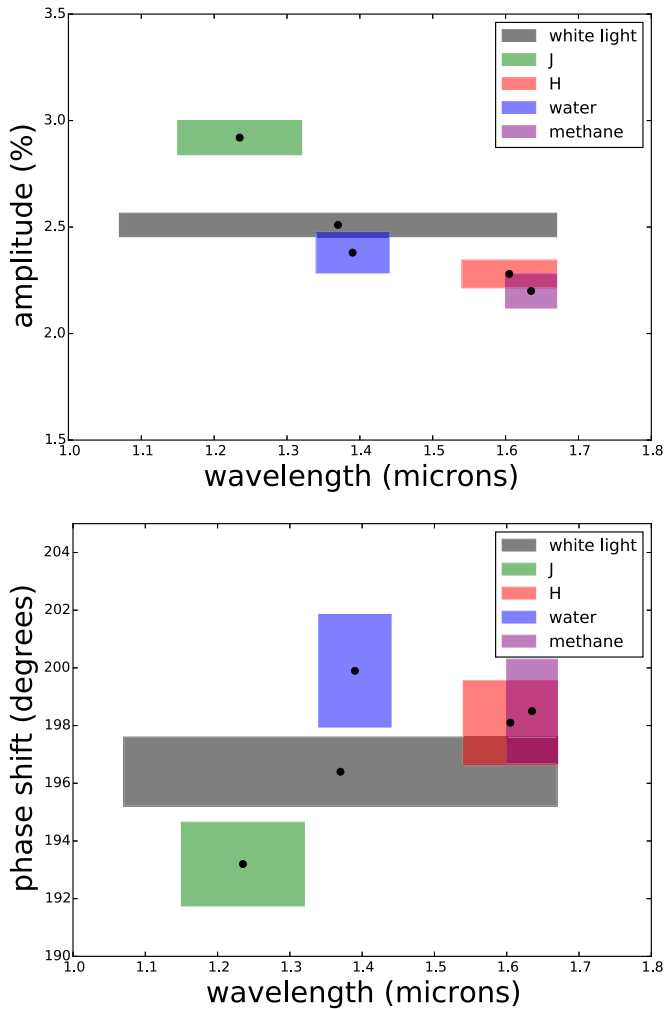 white light
J
H
water
methane
amplitude (%)
3.5
3.0
2.5
2.0
1.5
1.0 1.1 1.2 1.3 1.4 1.5 1.6 1.7 1.8
wavelength (microns)
white light
J
H
water
methane
phase shift (degrees)
204
202
200
198
196
194
192
190
1.0 1.1 1.2 1.3 1.4 1.5 1.6 1.7 1.8
wavelength (microns)